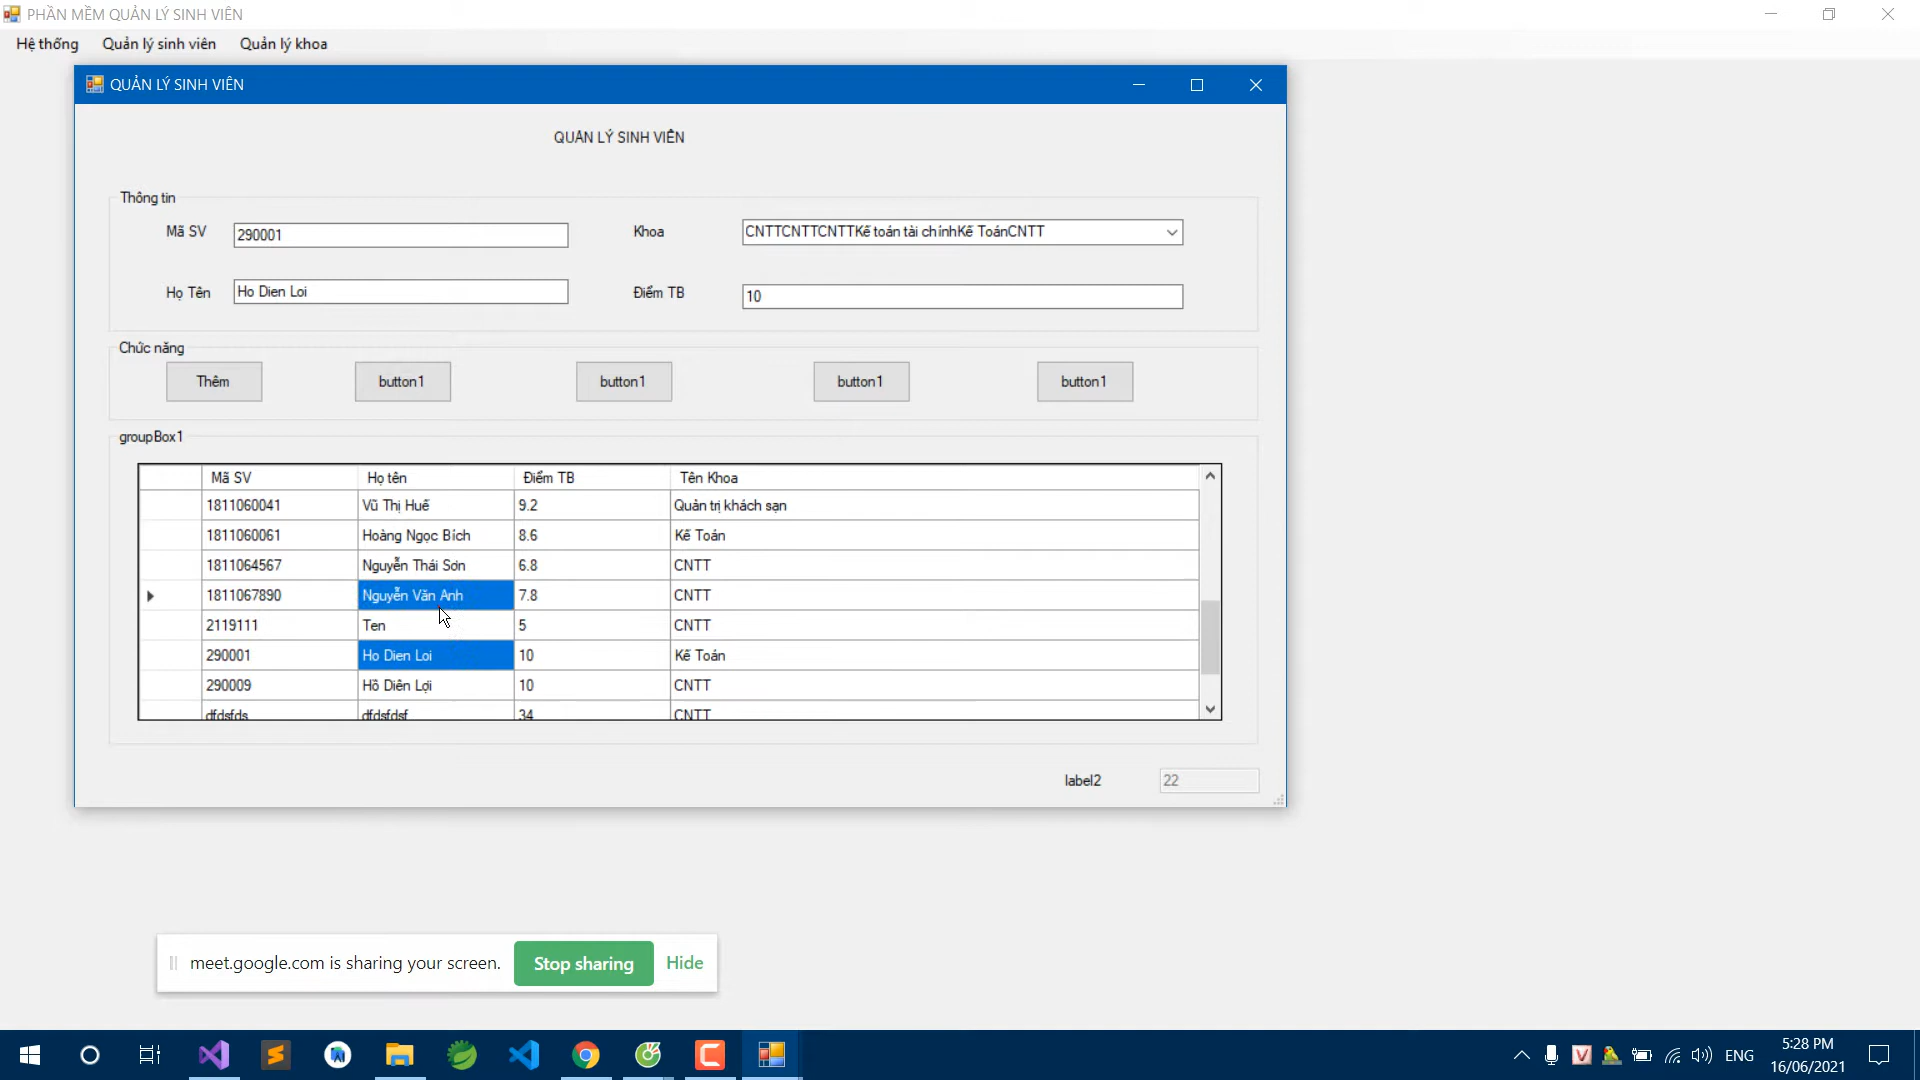 PHẦN MỀM QUẢN LÝ SINH VIÊN
Hệ thống Quản lý sinh viên Quản lý khoa
QUẢN LÝ SINH VIÊN
QUẢN LÝ SINH VIÊN
Thông tin
Mã SV 290001 Khoa CNTTCNTTCNTTKế toán tài chínhKế ToánCNTT
Họ Tên Ho Dien Loi Điểm TB 10
Chức năng
Thêm button1 button1 button1 button1
groupBox1
Mã SV Họ tên Điểm TB Tên Khoa
1811060041 Vũ Thị Huế 9.2 Quản trị khách sạn
1811060061 Hoàng Ngọc Bích 8.6 Kế Toán
1811064567 Nguyễn Thái Sơn 6.8 CNTT
1811067890 Nguyễn Văn Anh 7.8 CNTT
2119111 Ten 5 CNTT
290001 Ho Dien Loi 10 Kế Toán
290009 Hồ Diên Lợi 10 CNTT
dfdsfds dfdsfdsf 34 CNTT
label2 22
meet.google.com is sharing your screen. Stop sharing Hide
ENG 5:28 PM
16/06/2021